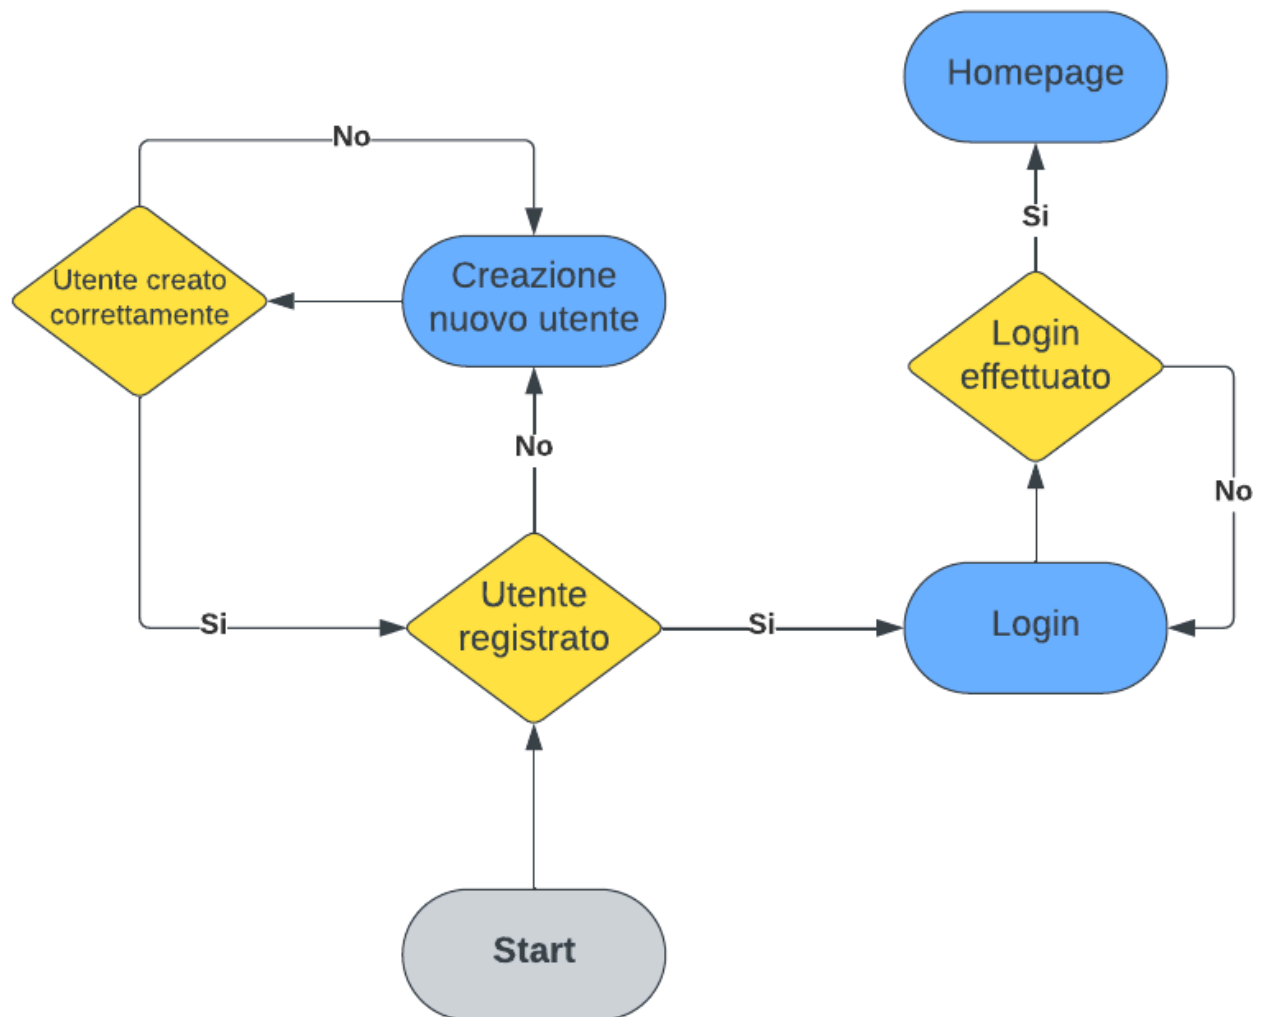 Homepage
No
Si
Creazione
nuovo utente
Utente creato
correttamente
Login
effettuato
No
No
Utente
registrato
Si
Si
Login
Start